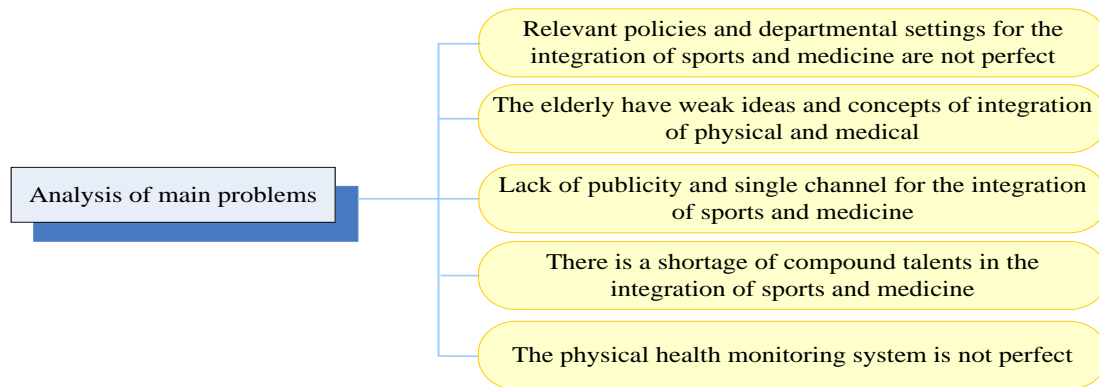 Relevant policies and departmental settings for the
integration of sports and medicine are not perfect
The elderly have weak ideas and concepts of integration
of physical and medical
Analysis of main problems
Lack of publicity and single channel for the integration
of sports and medicine
There is a shortage of compound talents in the
integration of sports and medicine
The physical health monitoring system is not perfect